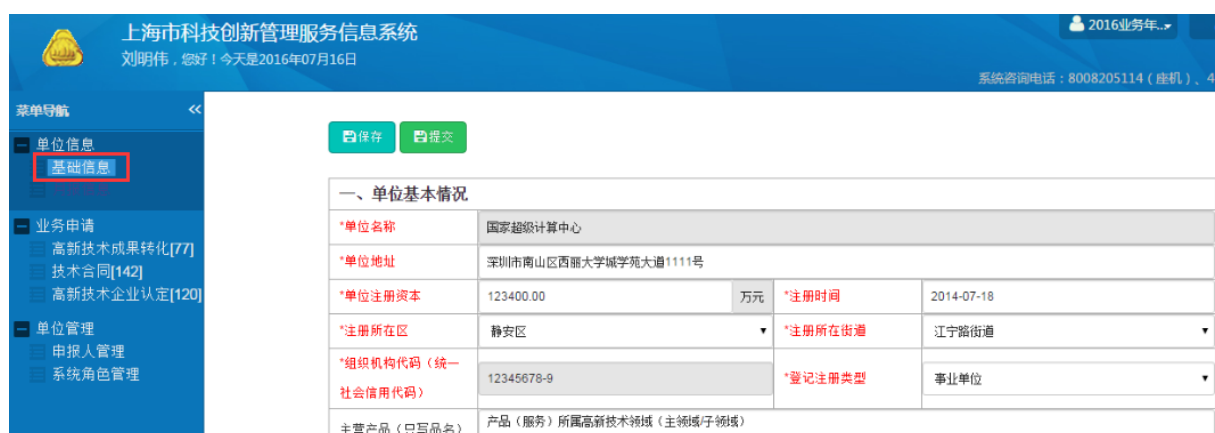 上海市科技创新管理服务信息系统
2016业务年..
刘明伟，您好！今天是2016年07月16日
系统咨询电话：8008205114（座机）、4
菜单导航 «
单位信息
基础信息
业务申请
高新技术成果转化[77]
技术合同[142]
高新技术企业认定[120]
单位管理
申报人管理
系统角色管理
保存 提交
一、单位基本情况
*单位名称 国家超级计算中心
*单位地址 深圳市南山区西丽大学城学苑大道1111号
*单位注册资本 123400.00 万元 *注册时间 2014-07-18
*注册所在区 静安区 *注册所在街道 江宁路街道
*组织机构代码（统一
社会信用代码） 12345678-9 *登记注册类型 事业单位
主营产品（只写品名） 产品（服务）所属高新技术领域（主领域/子领域）